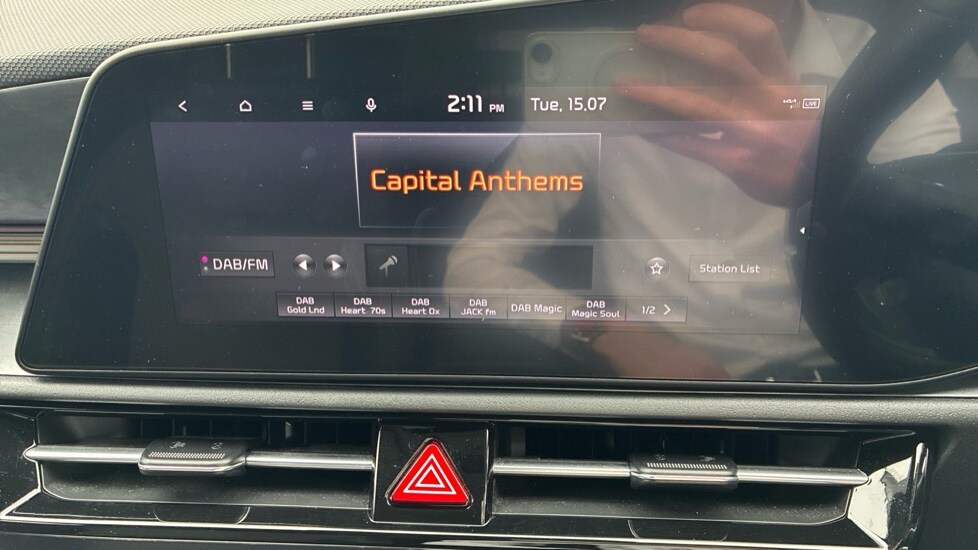 2:11 PM Tue, 15.07 LIVE
Capital Anthems
DAB/FM Station List
DAB Gold Lnd
DAB Heart 70s
DAB Heart Ox
DAB JACK fm
DAB Magic
DAB Magic Soul
1/2